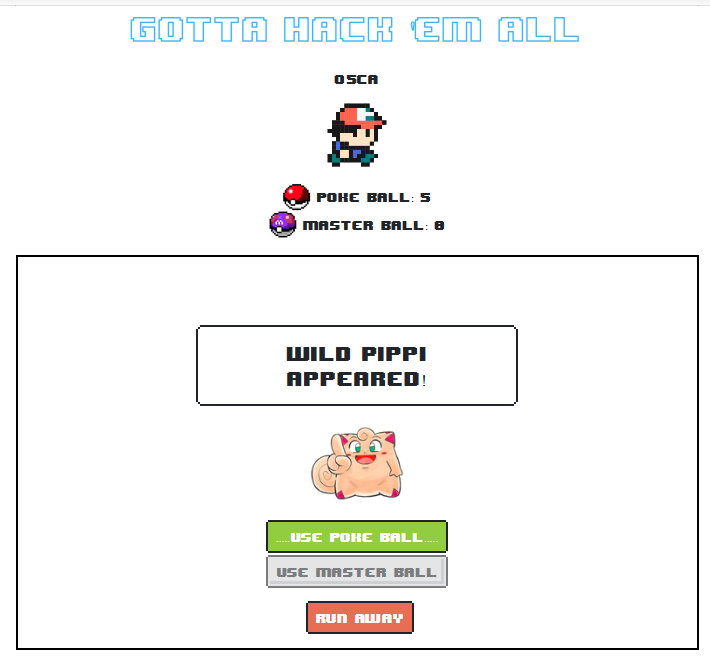 GOTTA HACK 'EM ALL
OSCA
POKE BALL: 5
MASTER BALL: 0
WILD PIPPI
APPEARED!
.....USE POKE BALL.....
USE MASTER BALL
RUN AWAY